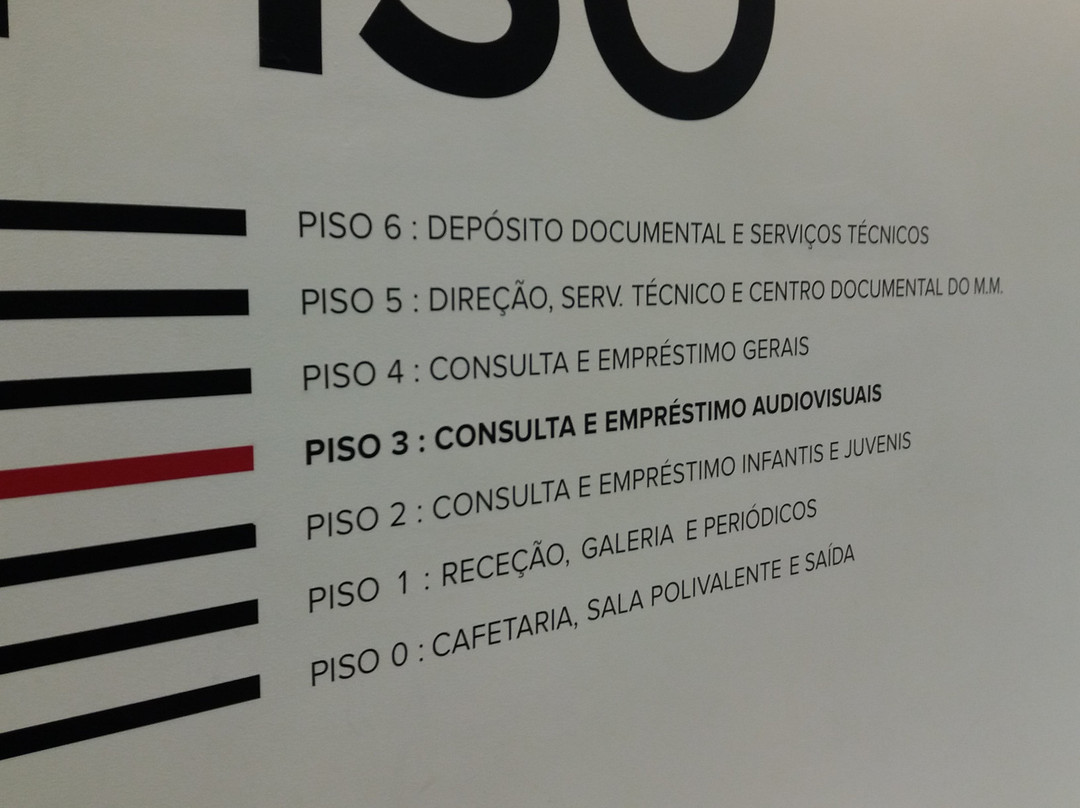 ISO
PISO 6 : DEPÓSITO DOCUMENTAL E SERVIÇOS TÉCNICOS
PISO 5 : DIREÇÃO, SERV. TÉCNICO E CENTRO DOCUMENTAL DO M.M.
PISO 4 : CONSULTA E EMPRÉSTIMO GERAIS
PISO 3 : CONSULTA E EMPRÉSTIMO AUDIOVISUAIS
PISO 2 : CONSULTA E EMPRÉSTIMO INFANTIS E JUVENIS
PISO 1 : RECEÇÃO, GALERIA E PERIÓDICOS
PISO 0 : CAFETARIA, SALA POLIVALENTE E SAÍDA